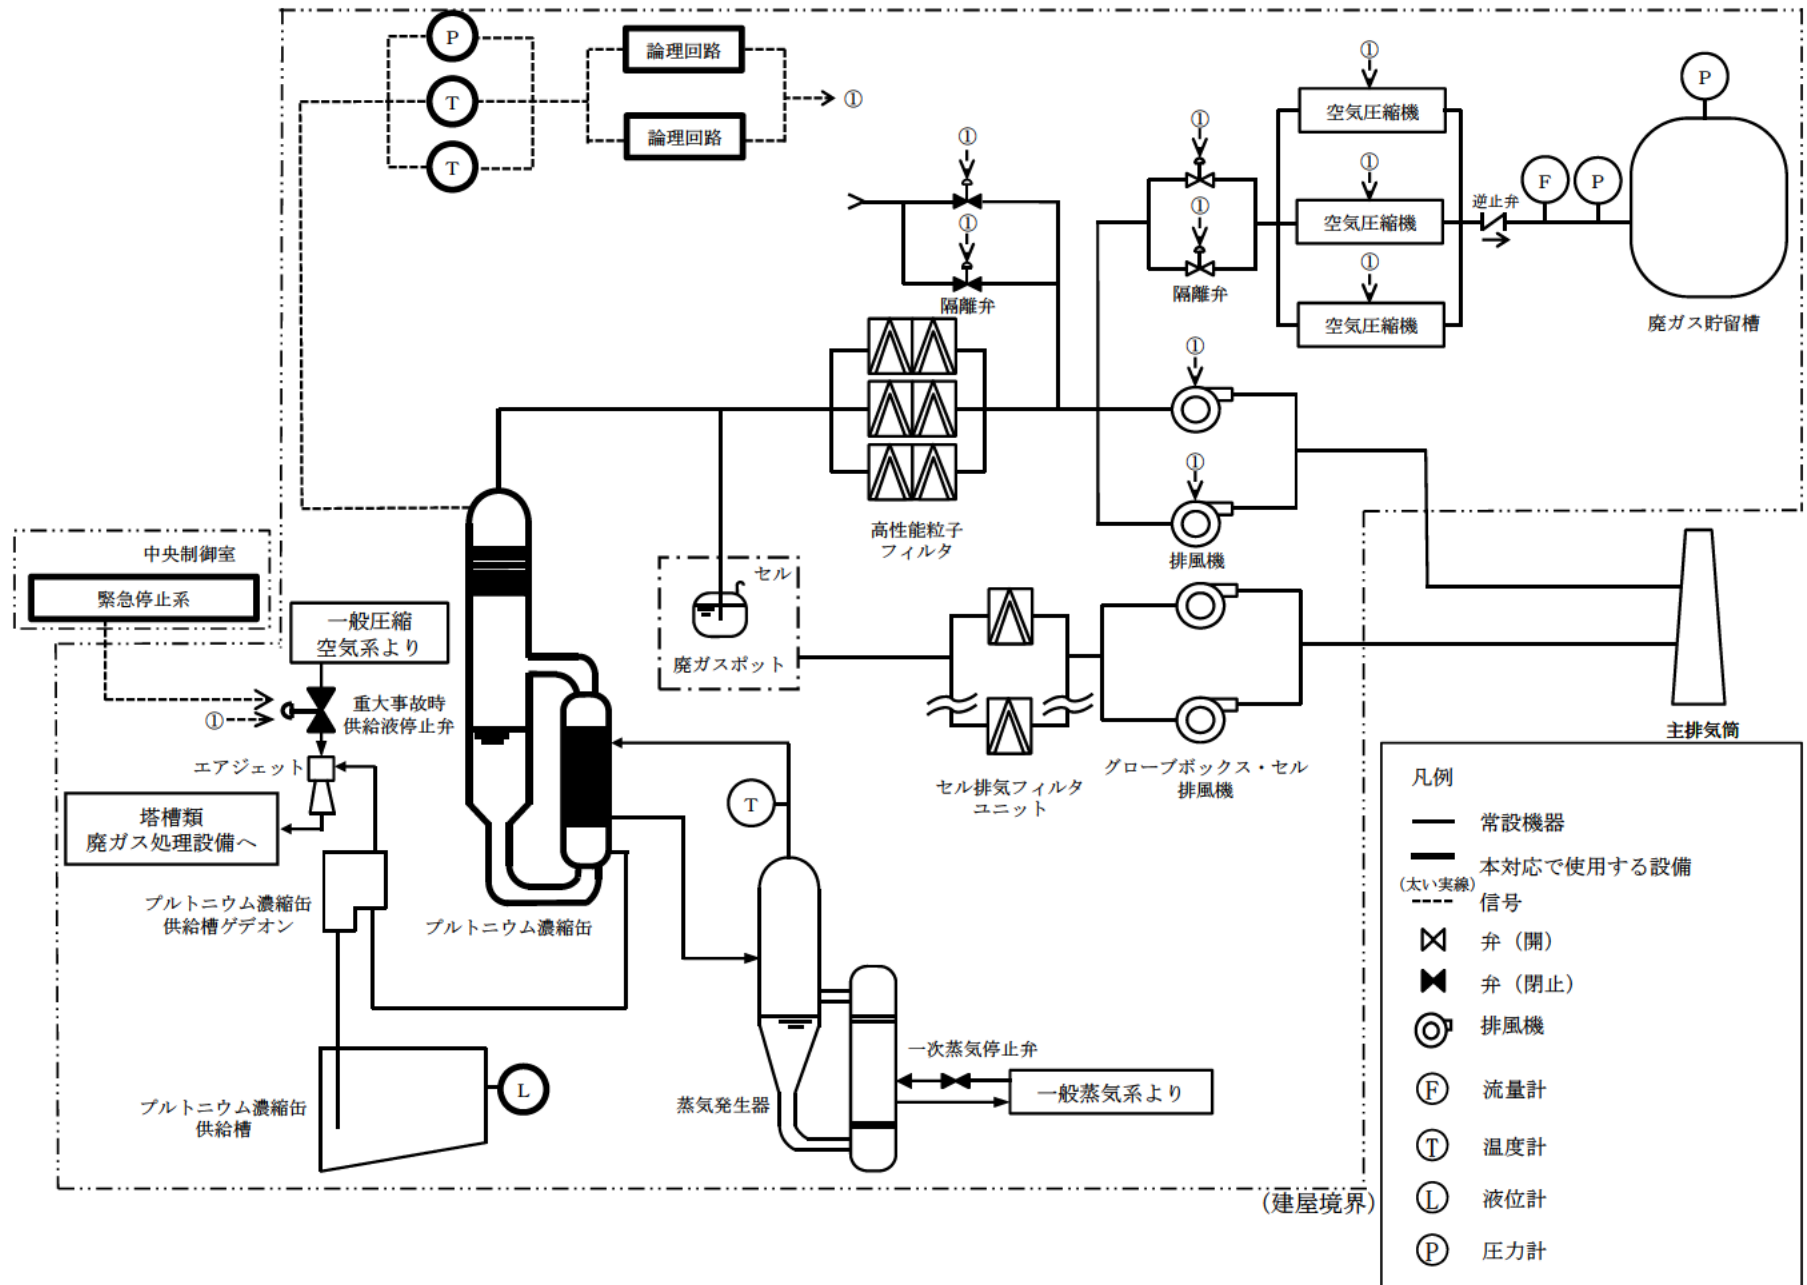 P
T
T
論理回路
論理回路
①
①
①
隔離弁
①
①
隔離弁
①
空気圧縮機
①
空気圧縮機
①
空気圧縮機
逆止弁
F
P
P
廃ガス貯留槽
高性能粒子
フィルタ
①
①
排風機
中央制御室
緊急停止系
一般圧縮
空気系より
①
重大事故時
供給液停止弁
エアジェット
塔槽類
廃ガス処理設備へ
プルトニウム濃縮缶
供給槽ゲデオン
プルトニウム濃縮缶
セル
廃ガスポット
セル排気フィルタ
ユニット
グローブボックス・セル
排風機
主排気筒
T
プルトニウム濃縮缶
供給槽
L
蒸気発生器
一次蒸気停止弁
一般蒸気系より
(建屋境界)
凡例
常設機器
本対応で使用する設備
(太い実線)
信号
弁（開）
弁（閉止）
排風機
F 流量計
T 温度計
L 液位計
P 圧力計